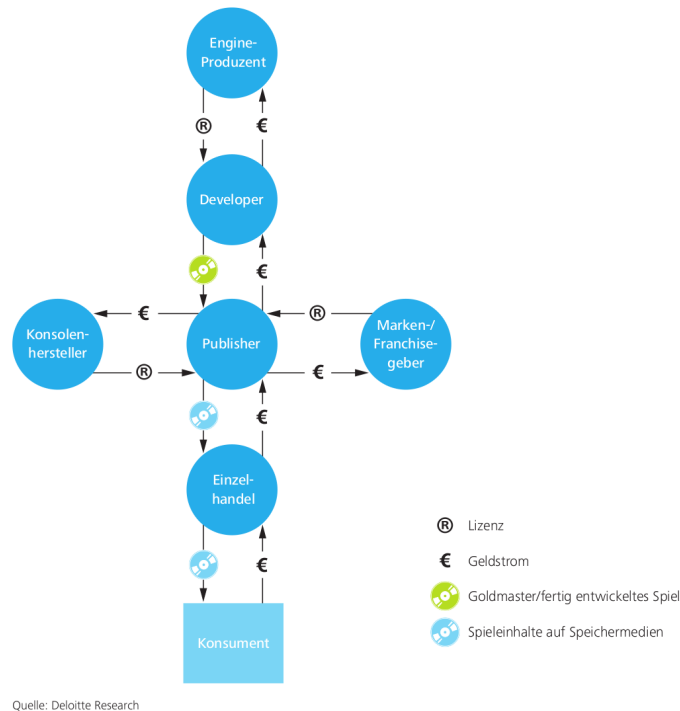 Engine-
Produzent
®
€
Developer
€
€
®
Konsolen-
hersteller
Publisher
Marken-/
Franchise-
geber
®
€
€
Einzel-
handel
® Lizenz
€ Geldstrom
€
Goldmaster/fertig entwickeltes Spiel
Konsument
Spieleinhalte auf Speichermedien
Quelle: Deloitte Research